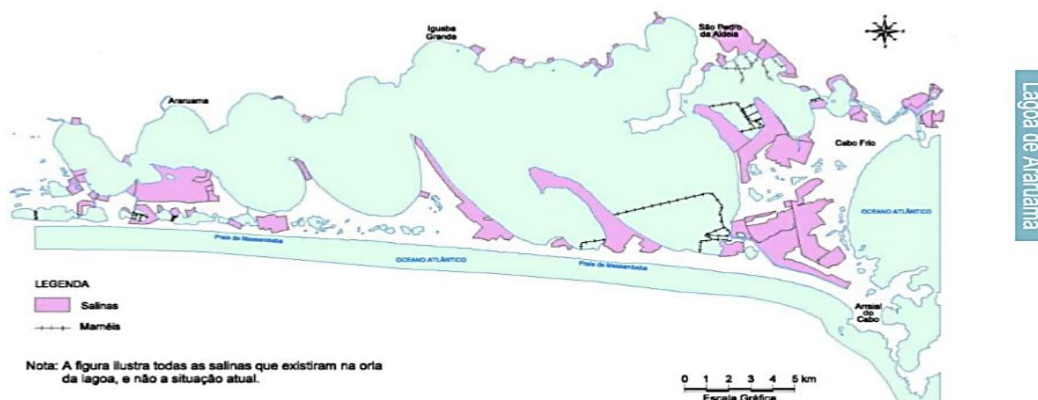 São Pedro
da Aldeia
Iguaba
Grande
Araruama
Cabo Frio
OCEANO ATLÂNTICO
Praia de Massambaba
OCEANO ATLÂNTICO
Praia de Massambaba
Arraial
do
Cabo
LEGENDA
Salinas
Marnéis
Nota: A figura ilustra todas as salinas que existiram na orla
da lagoa, e não a situação atual.
0 1 2 3 4 5 km
Escala Gráfica
Lagoa de Araruama